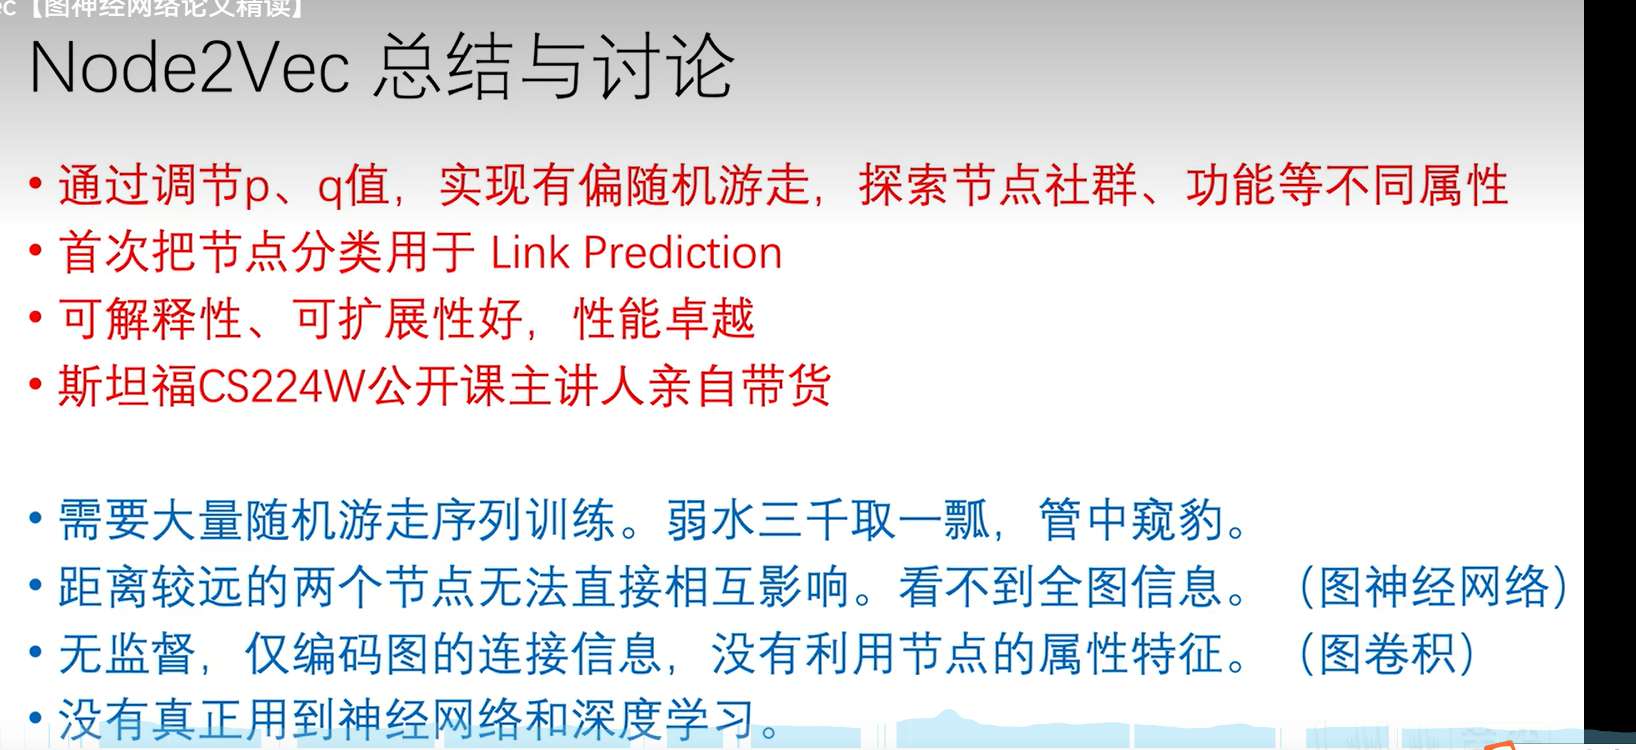 ec【图神经网络论文精读】
Node2Vec 总结与讨论
• 通过调节p、q值，实现有偏随机游走，探索节点社群、功能等不同属性
• 首次把节点分类用于 Link Prediction
• 可解释性、可扩展性好，性能卓越
• 斯坦福CS224W公开课主讲人亲自带货
• 需要大量随机游走序列训练。弱水三千取一瓢，管中窥豹。
• 距离较远的两个节点无法直接相互影响。看不到全图信息。（图神经网络）
• 无监督，仅编码图的连接信息，没有利用节点的属性特征。（图卷积）
• 没有真正用到神经网络和深度学习。